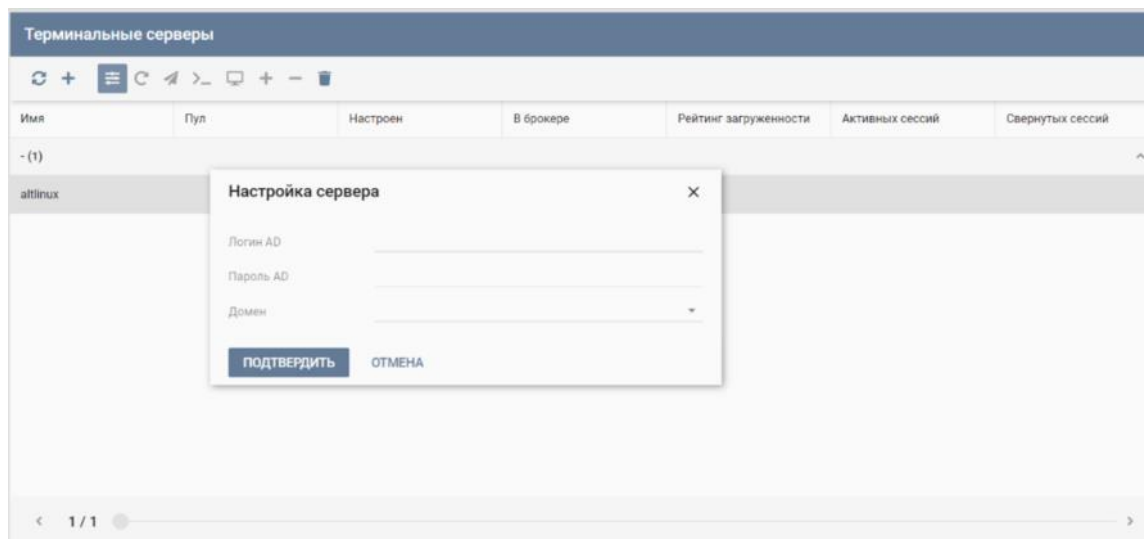 Терминальные серверы
Имя Пул Настроен В брокере Рейтинг загруженности Активных сессий Свернутых сессий
- (1)
altlinux
Настройка сервера
Логин AD
Пароль AD
Домен
ПОДТВЕРДИТЬ ОТМЕНА
1 / 1